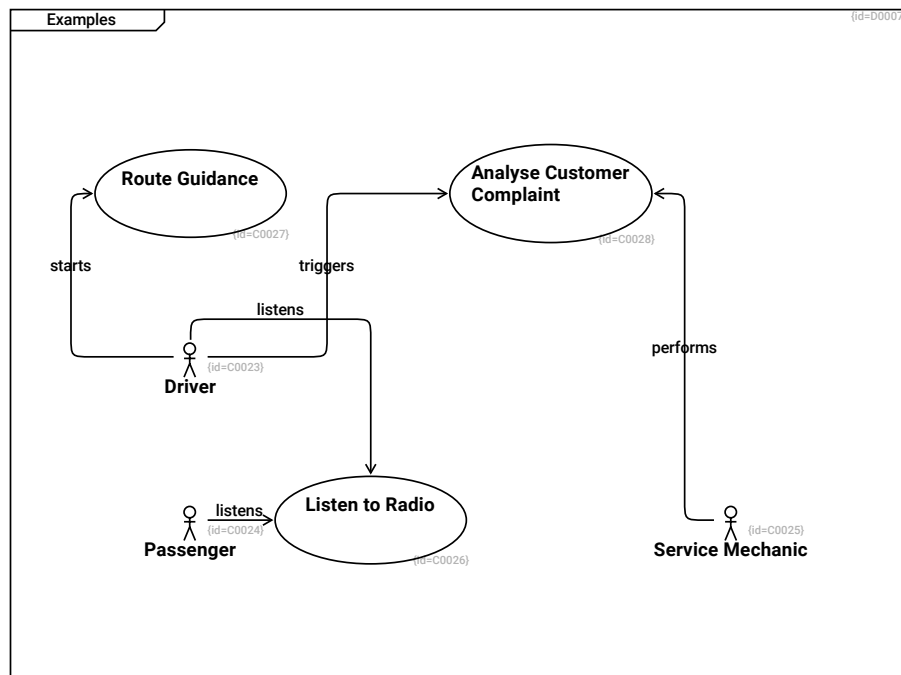 Examples
{id=D0007
Route Guidance
{id=C0027}
Analyse Customer
Complaint
{id=C0028}
starts
triggers
listens
Driver
{id=C0023}
performs
listens
Passenger
{id=C0024}
Listen to Radio
{id=C0026}
Service Mechanic
{id=C0025}